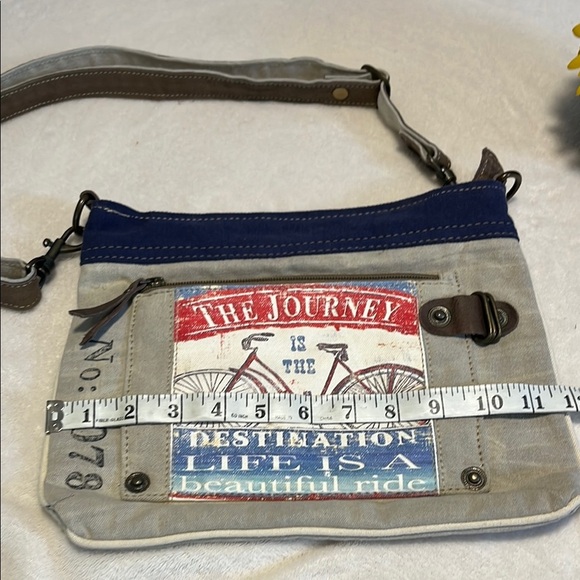 THE JOURNEY
IS
THE
DESTINATION
LIFE IS A
beautiful ride
No: 078
1 2 3 4 5 6 7 8 9 10 11